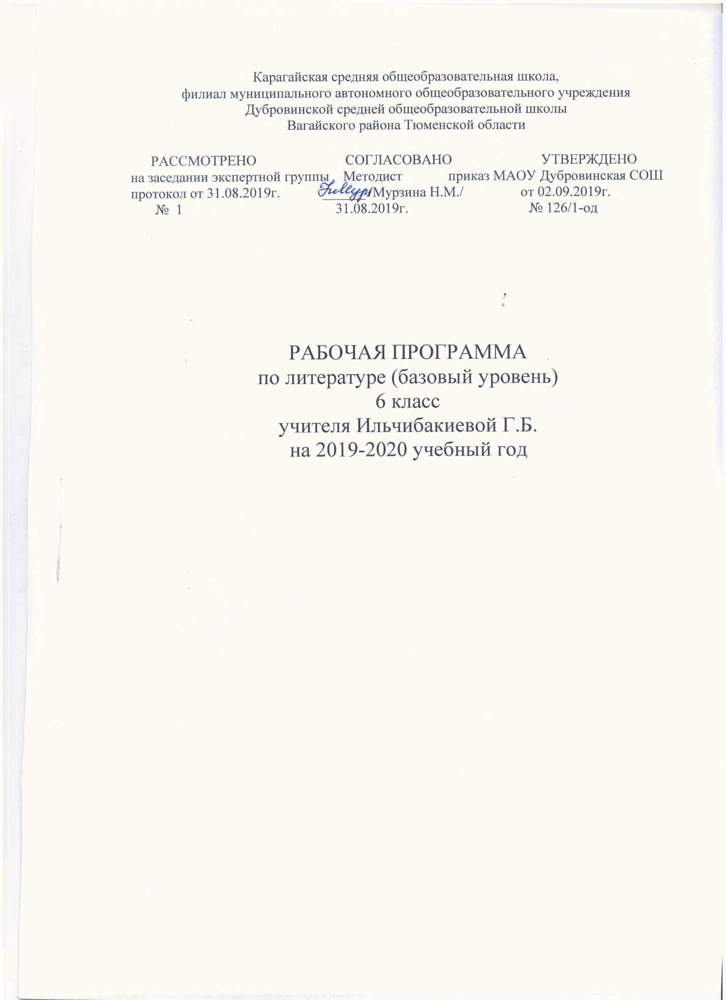 Карагайская средняя общеобразовательная школа,
филиал муниципального автономного общеобразовательного учреждения
Дубровинской средней общеобразовательной школы
Вагайского района Тюменской области
РАССМОТРЕНО СОГЛАСОВАНО УТВЕРЖДЕНО
на заседании экспертной группы Методист приказ МАОУ Дубровинская СОШ
протокол от 31.08.2019г. /Мурзина Н.М./ от 02.09.2019г.
№ 1 31.08.2019г. № 126/1-од
РАБОЧАЯ ПРОГРАММА
по литературе (базовый уровень)
6 класс
учителя Ильчибакиевой Г.Б.
на 2019-2020 учебный год